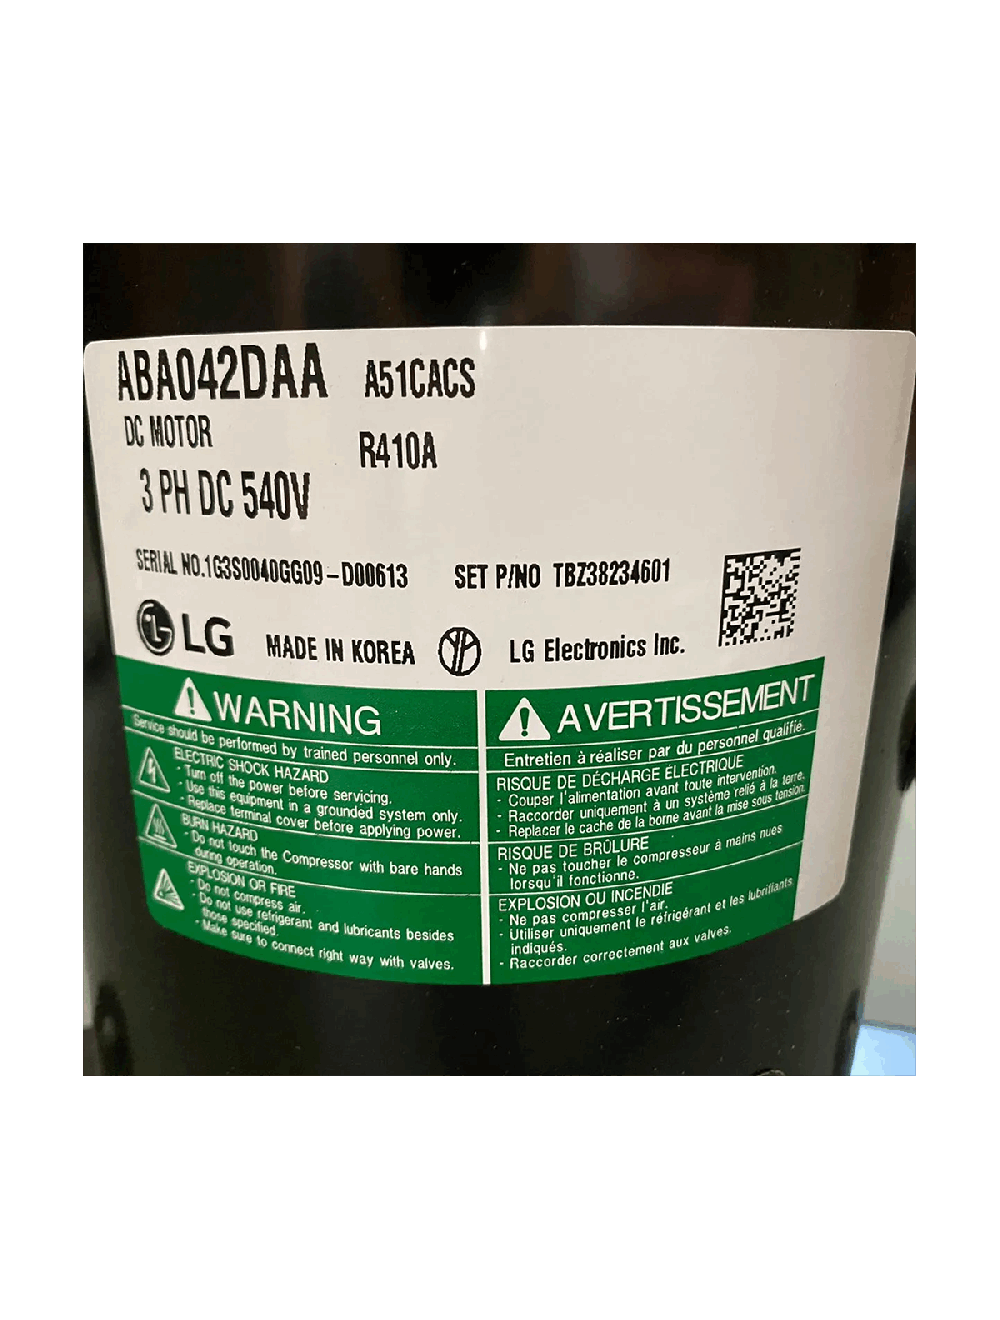 ABA042DAA A51CACS
DC MOTOR R410A
3 PH DC 540V
SERIAL NO.1G3S0040GG09-D00613 SET P/NO TBZ38234601
LG MADE IN KOREA LG Electronics Inc.
WARNING
Service should be performed by trained personnel only.
ELECTRIC SHOCK HAZARD
- Turn off the power before servicing.
- Use this equipment in a grounded system only.
- Replace terminal cover before applying power.
BURN HAZARD
- Do not touch the Compressor with bare hands
during operation.
EXPLOSION OR FIRE
- Do not compress air.
- Do not use refrigerant and lubricants besides
those specified.
- Make sure to connect right way with valves.
AVERTISSEMENT
Entretien à réaliser par du personnel qualifié.
RISQUE DE DÉCHARGE ÉLECTRIQUE
- Couper l'alimentation avant toute intervention.
- Raccorder uniquement à un système relié à la terre.
- Replacer le cache de la borne avant la mise sous tension.
RISQUE DE BRÛLURE
- Ne pas toucher le compresseur à mains nues
lorsqu'il fonctionne.
EXPLOSION OU INCENDIE
- Ne pas compresser l'air.
- Utiliser uniquement le réfrigérant et les lubrifiants
indiqués.
- Raccorder correctement aux valves.